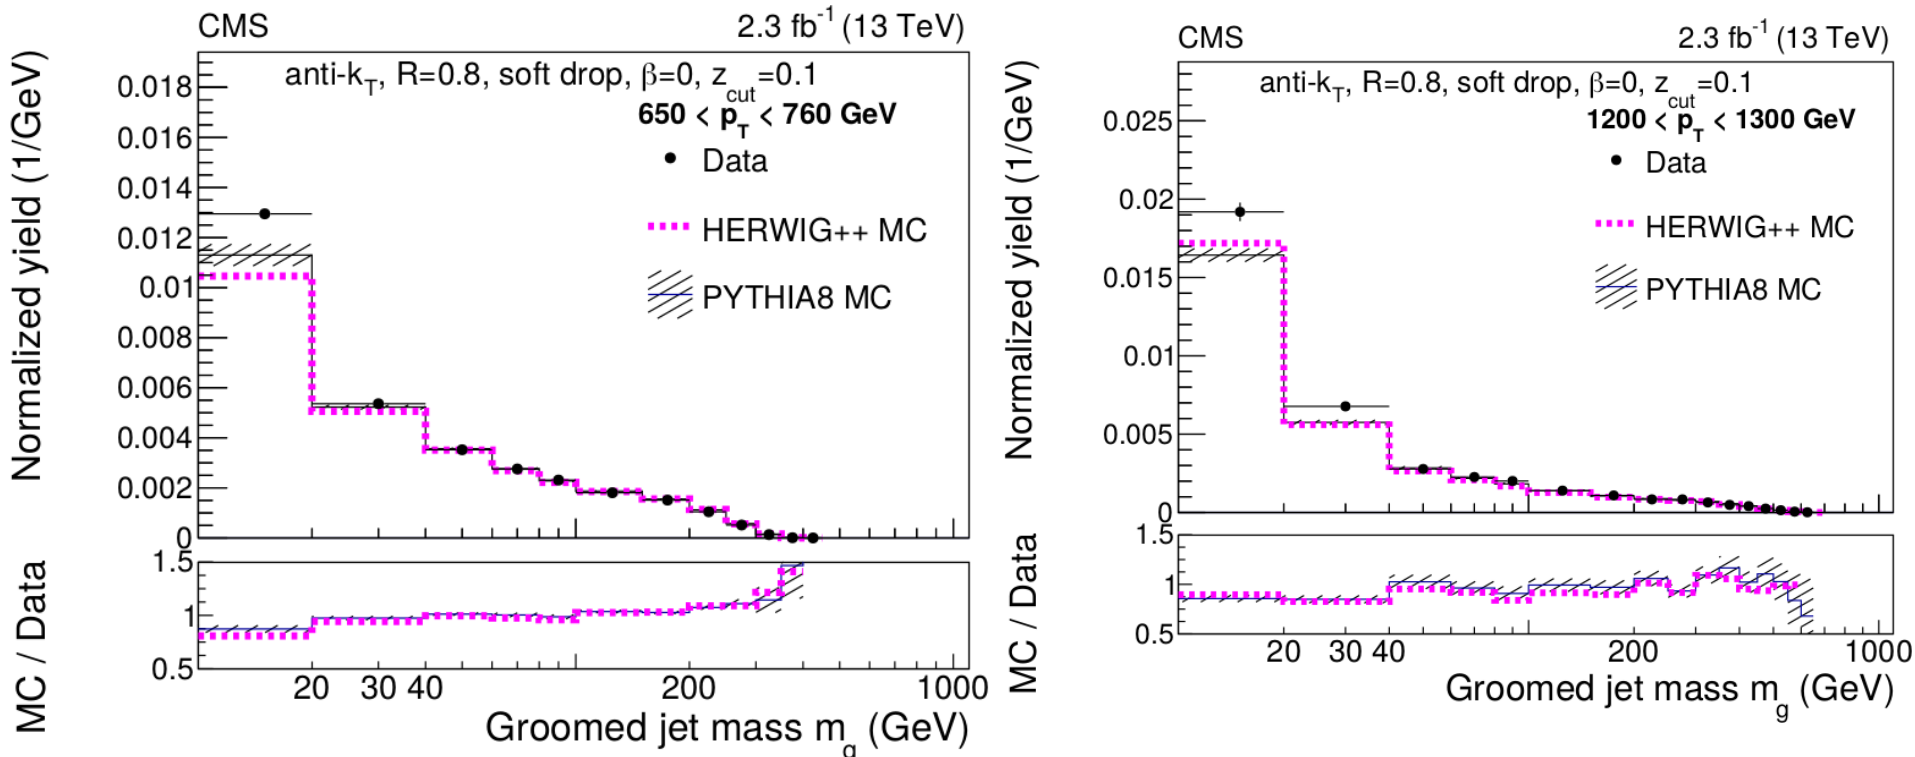 CMS 2.3 fb-1 (13 TeV)
anti-kT, R=0.8, soft drop, β=0, zcut=0.1
650 < pT < 760 GeV
Data
HERWIG++ MC
PYTHIA8 MC
Normalized yield (1/GeV)
0.018
0.016
0.014
0.012
0.01
0.008
0.006
0.004
0.002
0
MC / Data
1.5
1
0.5
20 30 40 200 1000
Groomed jet mass mg (GeV)
CMS 2.3 fb-1 (13 TeV)
anti-kT, R=0.8, soft drop, β=0, zcut=0.1
1200 < pT < 1300 GeV
Data
HERWIG++ MC
PYTHIA8 MC
Normalized yield (1/GeV)
0.025
0.02
0.015
0.01
0.005
0
MC / Data
1.5
1
0.5
20 30 40 200 1000
Groomed jet mass mg (GeV)